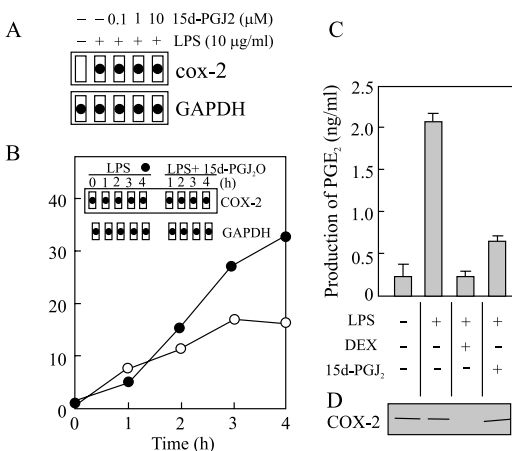 A
– – 0.1 1 10 15d-PGJ2 (μM)
– + + + + LPS (10 μg/ml)
cox-2
GAPDH
B
LPS ● LPS+ 15d-PGJ₂O
0 1 2 3 4 1 2 3 4 (h)
COX-2
GAPDH
40
30
20
10
0
0 1 2 3 4
Time (h)
C
Production of PGE₂ (ng/ml)
2.5
2.0
1.5
0.5
0
LPS – + + +
DEX – – + –
15d-PGJ₂ – – – +
D
COX-2